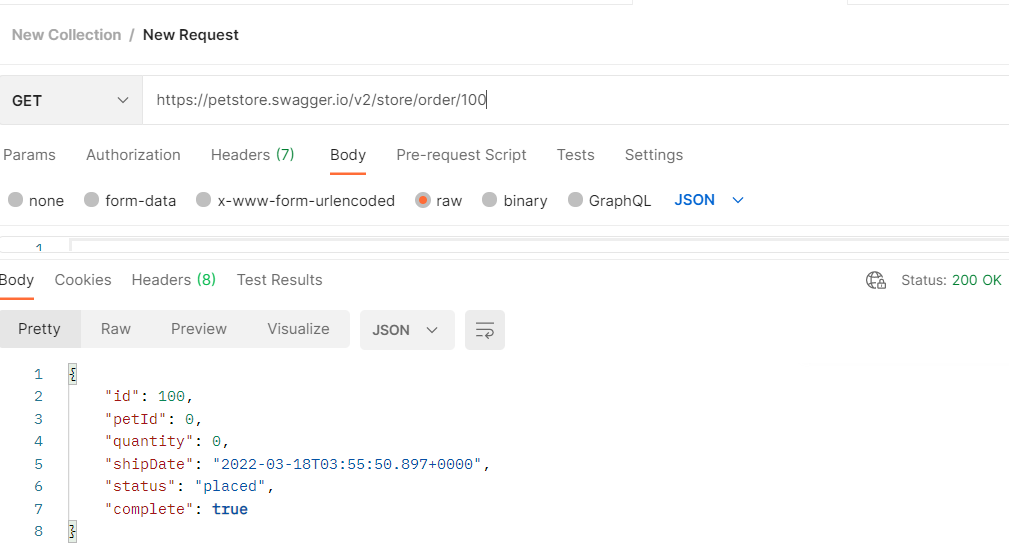 New Collection / New Request
GET https://petstore.swagger.io/v2/store/order/100
Params Authorization Headers (7) Body Pre-request Script Tests Settings
none form-data x-www-form-urlencoded raw binary GraphQL JSON
1
Body Cookies Headers (8) Test Results Status: 200 OK
Pretty Raw Preview Visualize JSON
1 {
2 "id": 100,
3 "petId": 0,
4 "quantity": 0,
5 "shipDate": "2022-03-18T03:55:50.897+0000",
6 "status": "placed",
7 "complete": true
8 }